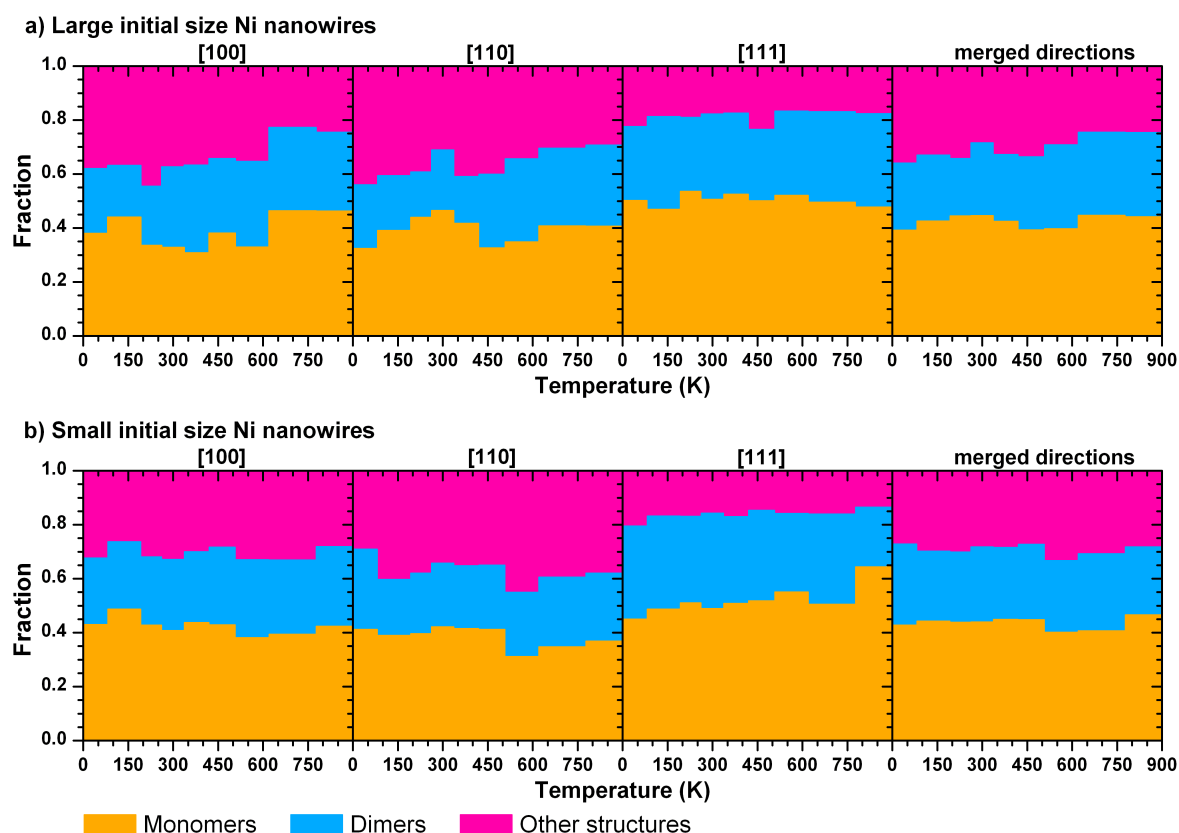 a) Large initial size Ni nanowires
[100] [110] [111] merged directions
1.0
0.8
0.6
0.4
0.2
0.0
Fraction
0 150 300 450 600 750 0 150 300 450 600 750 0 150 300 450 600 750 0 150 300 450 600 750 900
Temperature (K) Temperature (K)
b) Small initial size Ni nanowires
[100] [110] [111] merged directions
1.0
0.8
0.6
0.4
0.2
0.0
Fraction
0 150 300 450 600 750 0 150 300 450 600 750 0 150 300 450 600 750 0 150 300 450 600 750 900
Temperature (K)
Monomers Dimers Other structures